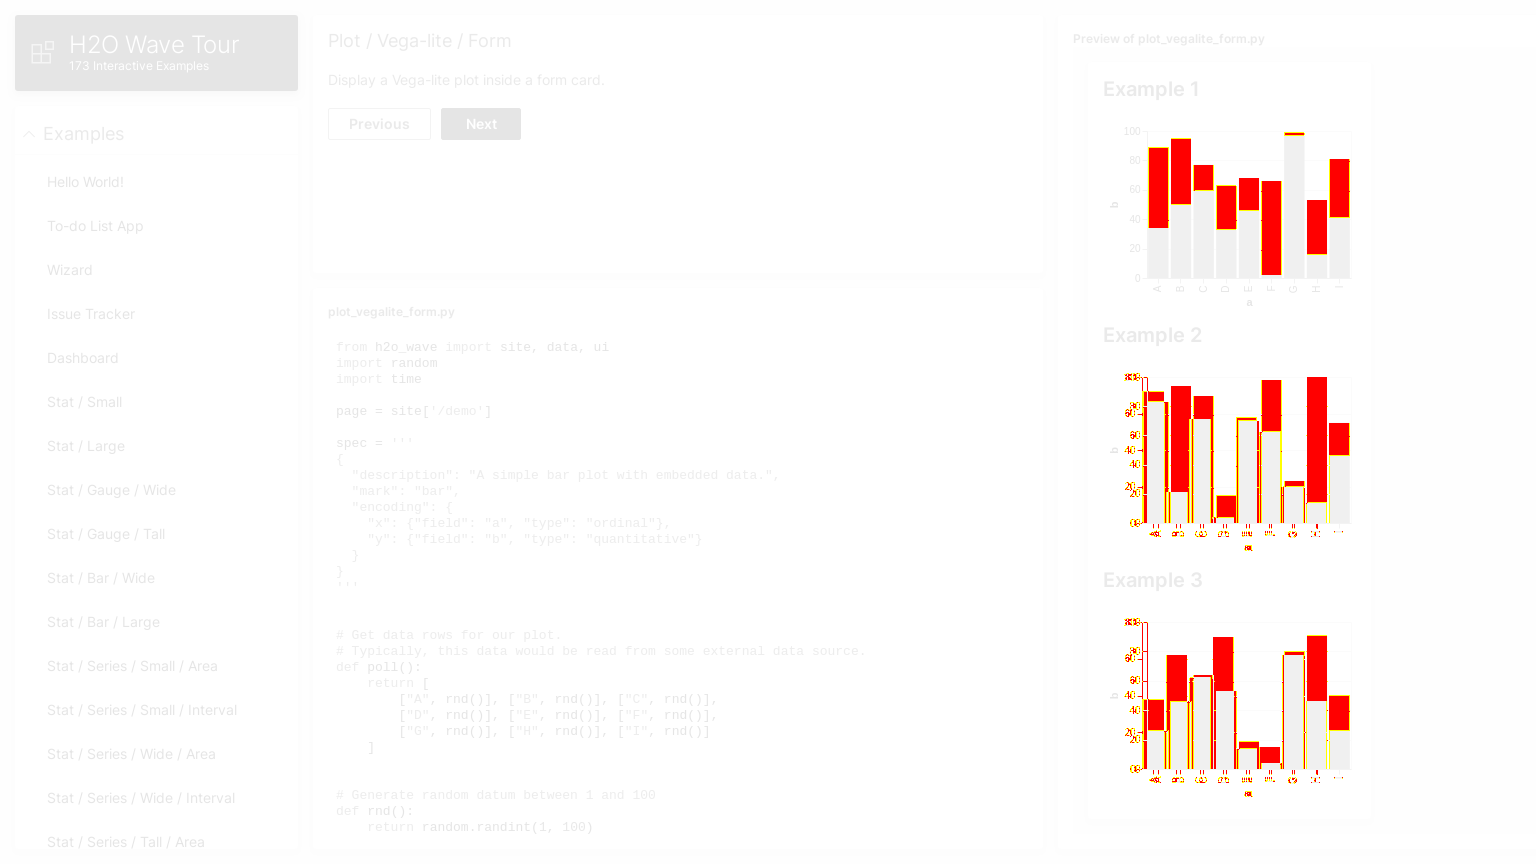 H2O Wave Tour
173 Interactive Examples
Examples
Hello World!
To-do List App
Wizard
Issue Tracker
Dashboard
Stat / Small
Stat / Large
Stat / Gauge / Wide
Stat / Gauge / Tall
Stat / Bar / Wide
Stat / Bar / Large
Stat / Series / Small / Area
Stat / Series / Small / Interval
Stat / Series / Wide / Area
Stat / Series / Wide / Interval
Stat / Series / Tall / Area
Plot / Vega-lite / Form
Display a Vega-lite plot inside a form card.
Previous
Next
plot_vegalite_form.py
from h2o_wave import site, data, ui
import random
import time
page = site['/demo']
spec = '''
{
"description": "A simple bar plot with embedded data.",
"mark": "bar",
"encoding": {
"x": {"field": "a", "type": "ordinal"},
"y": {"field": "b", "type": "quantitative"}
}
}
'''
# Get data rows for our plot.
# Typically, this data would be read from some external data source.
def poll():
return [
["A", rnd()], ["B", rnd()], ["C", rnd()],
["D", rnd()], ["E", rnd()], ["F", rnd()],
["G", rnd()], ["H", rnd()], ["I", rnd()]
]
# Generate random datum between 1 and 100
def rnd():
return random.randint(1, 100)
Preview of plot_vegalite_form.py
Example 1
100
80
60
40
20
0
b
A B C D E F G H I
a
Example 2
b
Example 3
b